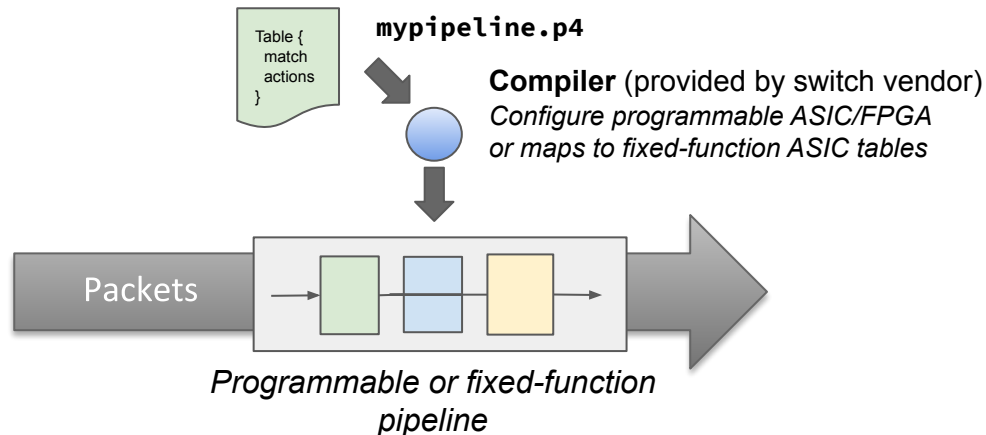 Table {
match
actions
}
mypipeline.p4
Compiler (provided by switch vendor)
Configure programmable ASIC/FPGA
or maps to fixed-function ASIC tables
Packets
Programmable or fixed-function
pipeline